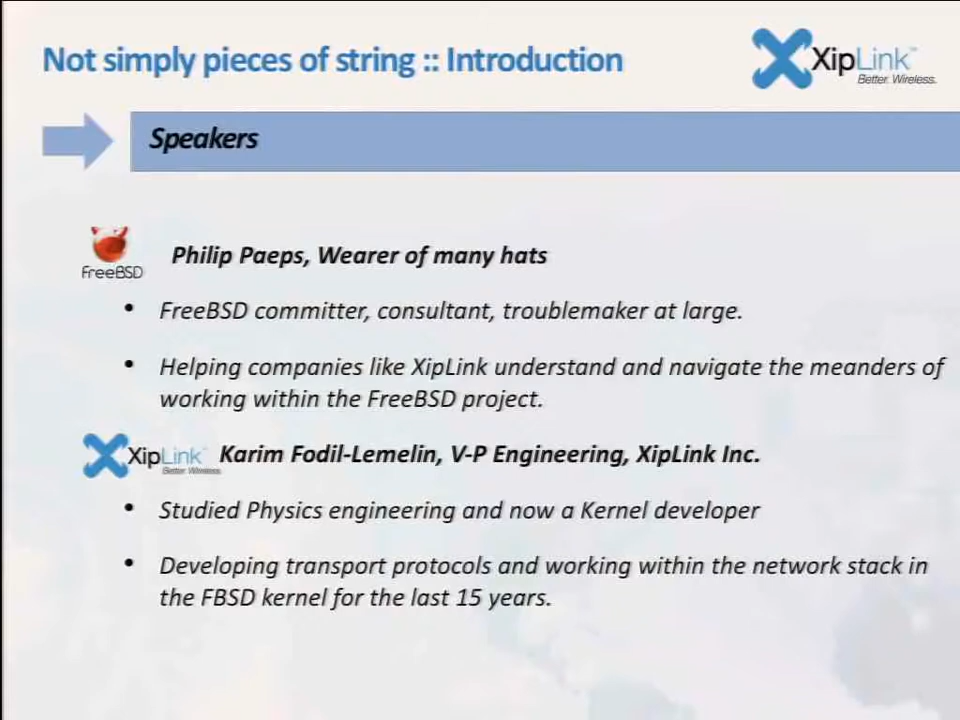 Not simply pieces of string :: Introduction
XipLink™
Better. Wireless.
Speakers
FreeBSD
Philip Paeps, Wearer of many hats
• FreeBSD committer, consultant, troublemaker at large.
• Helping companies like XipLink understand and navigate the meanders of
working within the FreeBSD project.
XipLink™
Better. Wireless.
Karim Fodil-Lemelin, V-P Engineering, XipLink Inc.
• Studied Physics engineering and now a Kernel developer
• Developing transport protocols and working within the network stack in
the FBSD kernel for the last 15 years.